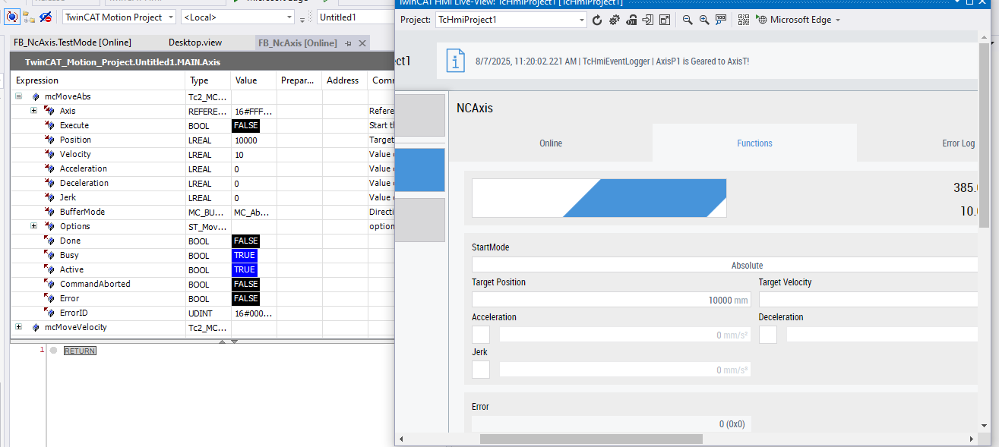 TwinCAT Motion Project
<Local>
Untitled1
FB_NcAxis.TestMode [Online]
Desktop.view
FB_NcAxis [Online]
TwinCAT_Motion_Project.Untitled1.MAIN.Axis
Expression Type Value Prepar... Address Comm
mcMoveAbs Tc2_MC...
Axis REFERE... 16#FFF... Refere
Execute BOOL FALSE Start th
Position LREAL 10000 Target
Velocity LREAL 10 Value
Acceleration LREAL 0 Value
Deceleration LREAL 0 Value
Jerk LREAL 0 Value
BufferMode MC_BU... MC_Ab... Directi
Options ST_Mov... option
Done BOOL FALSE
Busy BOOL TRUE
Active BOOL TRUE
CommandAborted BOOL FALSE
Error BOOL FALSE
ErrorID UDINT 16#000...
mcMoveVelocity Tc2_MC...
1 RETURN
TwinCAT HMI Live-View: TcHmiProject1 [TcHmiProject1]
Project: TcHmiProject1
Microsoft Edge
ct1
8/7/2025, 11:20:02.221 AM | TcHmiEventLogger | AxisP1 is Geared to AxisT!
NCAxis
Online
Functions
Error Log
385.
10.
StartMode
Absolute
Target Position Target Velocity
10000 mm
Acceleration Deceleration
0 mm/s²
Jerk
0 mm/s³
Error
0 (0x0)